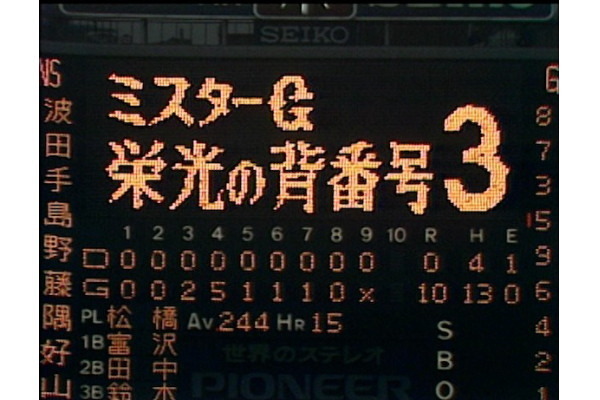 SEIKO
SEIKO
ミスターG
栄光の背番号3
1 2 3 4 5 6 7 8 9 10 R H E
D 0 0 0 0 0 0 0 0 0 0 4 1
G 0 0 2 5 1 1 1 0 x 10 13 0
NS
波
田
手
島
野
藤
隅
好
山
PL 松 橋 Av 244 HR 15
1B 富 沢
2B 田 中
3B 鈴 木
世界のステレオ
PIONEER
S
B
O
G
8
7
3
15
9
6
4
2
1